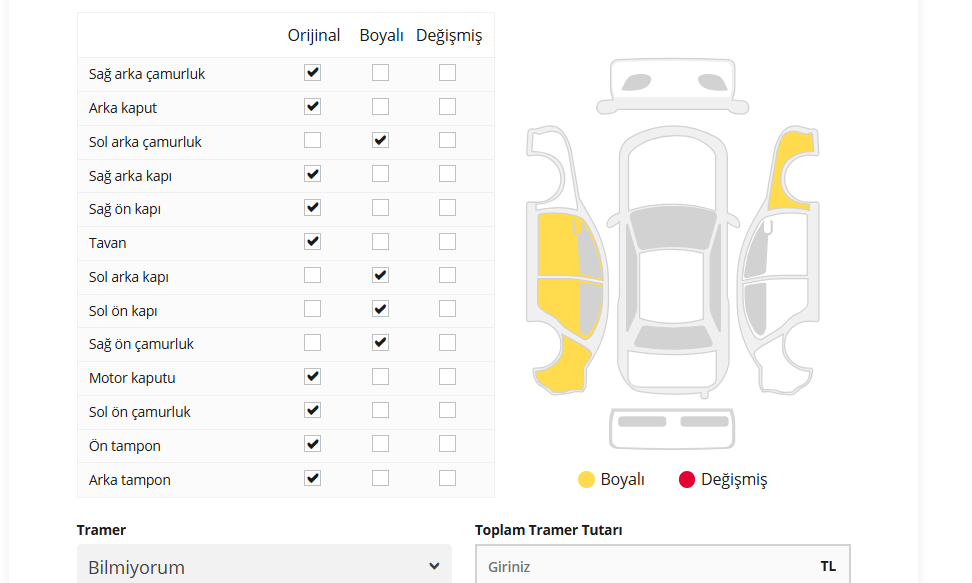 Orijinal Boyalı Değişmiş
Sağ arka çamurluk
Arka kaput
Sol arka çamurluk
Sağ arka kapı
Sağ ön kapı
Tavan
Sol arka kapı
Sol ön kapı
Sağ ön çamurluk
Motor kaputu
Sol ön çamurluk
Ön tampon
Arka tampon
Boyalı Değişmiş
Tramer
Bilmiyorum
Toplam Tramer Tutarı
Giriniz TL